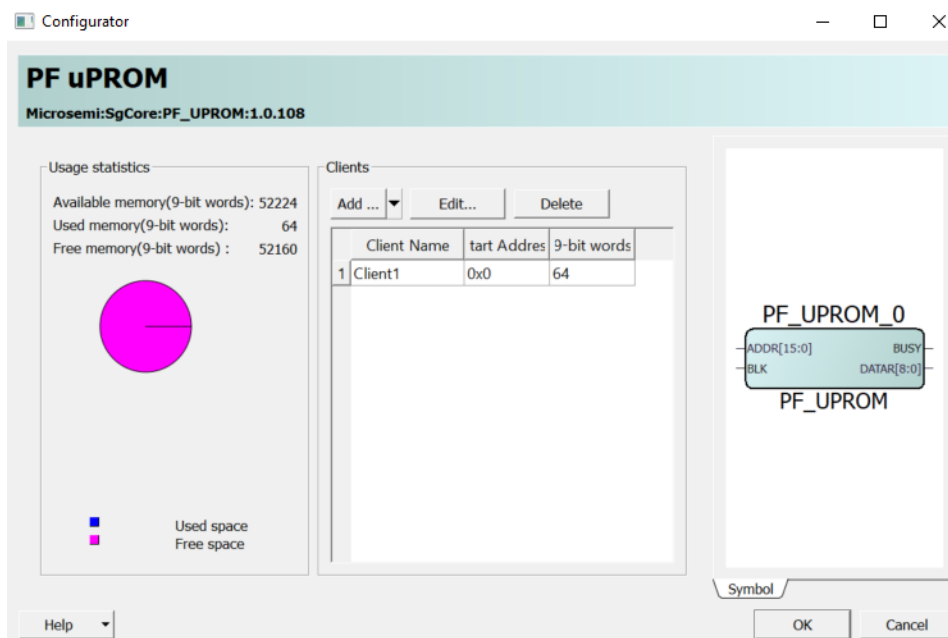 Configurator
PF uPROM
Microsemi:SgCore:PF_UPROM:1.0.108
Usage statistics
Available memory(9-bit words): 52224
Used memory(9-bit words): 64
Free memory(9-bit words) : 52160
Used space
Free space
Clients
Add ... Edit... Delete
Client Name tart Addres 9-bit words
1 Client1 0x0 64
PF_UPROM_0
ADDR[15:0] BUSY
BLK DATAR[8:0]
PF_UPROM
Symbol
Help OK Cancel